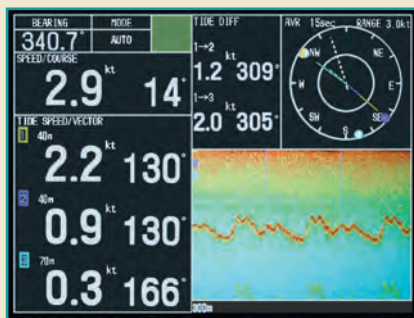 BEARING MODE
340.7° AUTO
SPEED/COURSE
2.9 kt 14°
TIDE SPEED/VECTOR
1 40m
2.2 kt 130°
2 40m
0.9 kt 130°
3 70m
0.3 kt 166°
TIDE DIFF
1→2
1.2 kt 309°
1→3
2.0 kt 305°
AVR 15sec RANGE 3.0kt
NW NE
W E
SW SE
S
300m